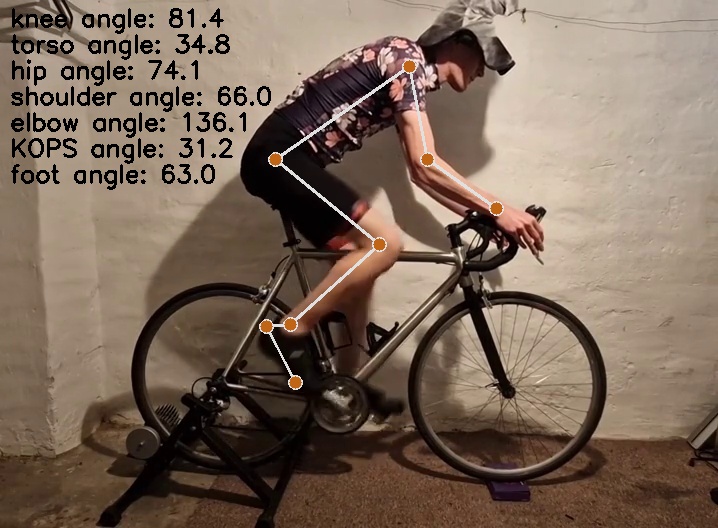 knee angle: 81.4
torso angle: 34.8
hip angle: 74.1
shoulder angle: 66.0
elbow angle: 136.1
KOPS angle: 31.2
foot angle: 63.0